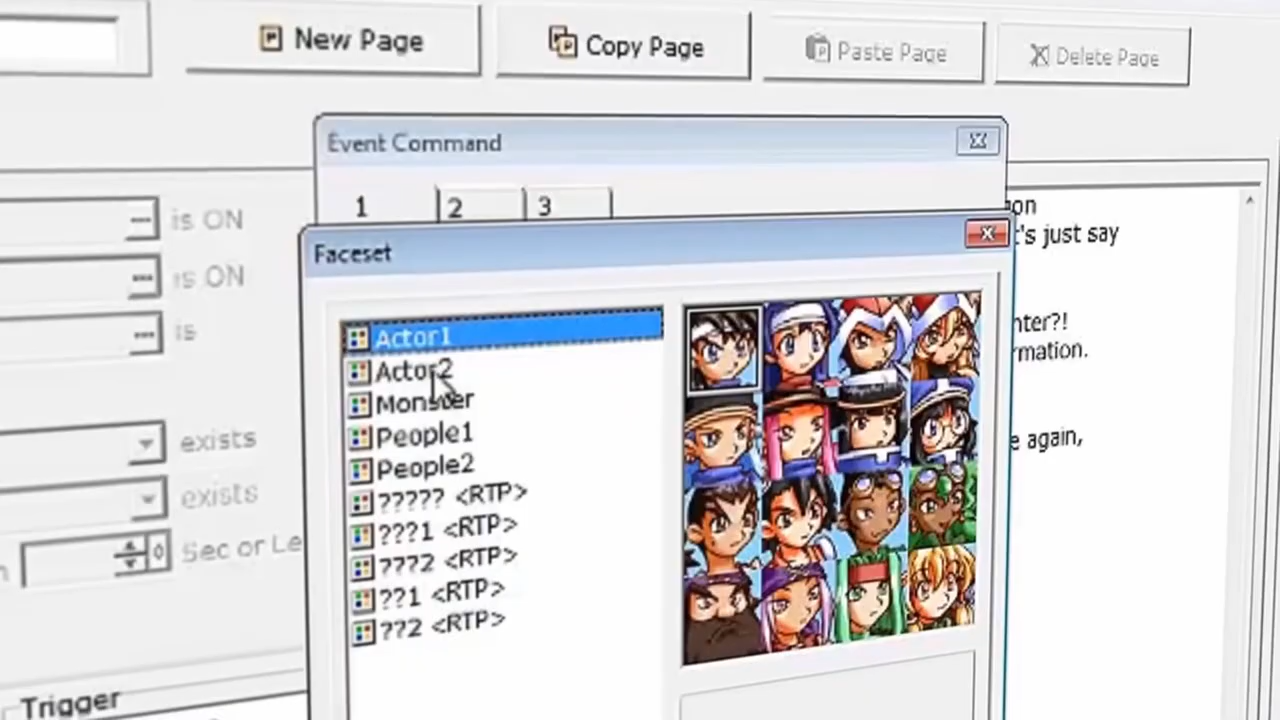 New Page
Copy Page
Paste Page
Delete Page
Event Command
1
2
3
is ON
is ON
is
exists
exists
0
Sec or Le
Trigger
Faceset
Actor1
Actor2
Monster
People1
People2
????? <RTP>
???1 <RTP>
???2 <RTP>
??1 <RTP>
??2 <RTP>
on
t's just say
nter?!
rmation.
e again,